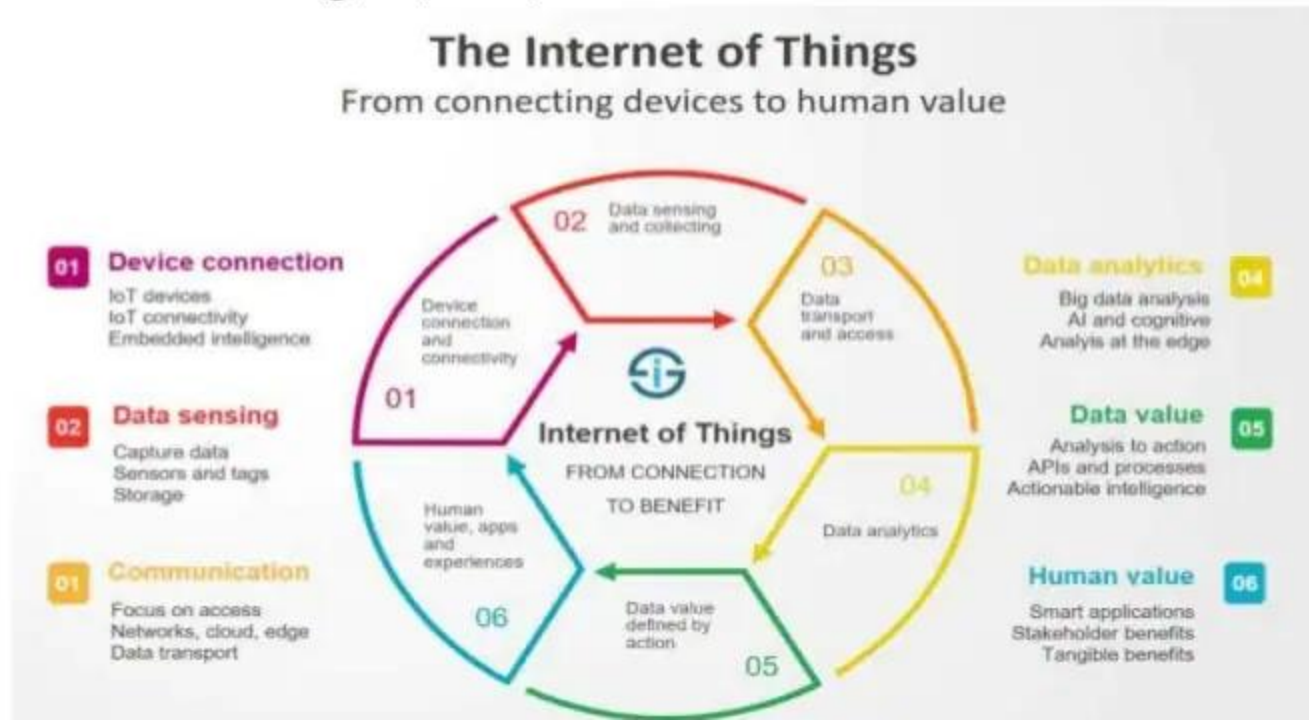 The Internet of Things
From connecting devices to human value
01 Device connection
IoT devices
IoT connectivity
Embedded intelligence
02 Data sensing
Capture data
Sensors and tags
Storage
01 Communication
Focus on access
Networks, cloud, edge
Data transport
Device
connection
and
connectivity
01
02
Data sensing
and collecting
03
Data
transport
and access
04
Data analytics
Data value
defined by
action
05
Human
value, apps
and
experiences
06
Internet of Things
FROM CONNECTION
TO BENEFIT
Data analytics 04
Big data analysis
AI and cognitive
Analyis at the edge
Data value 05
Analysis to action
APIs and processes
Actionable intelligence
Human value 06
Smart applications
Stakeholder benefits
Tangible benefits